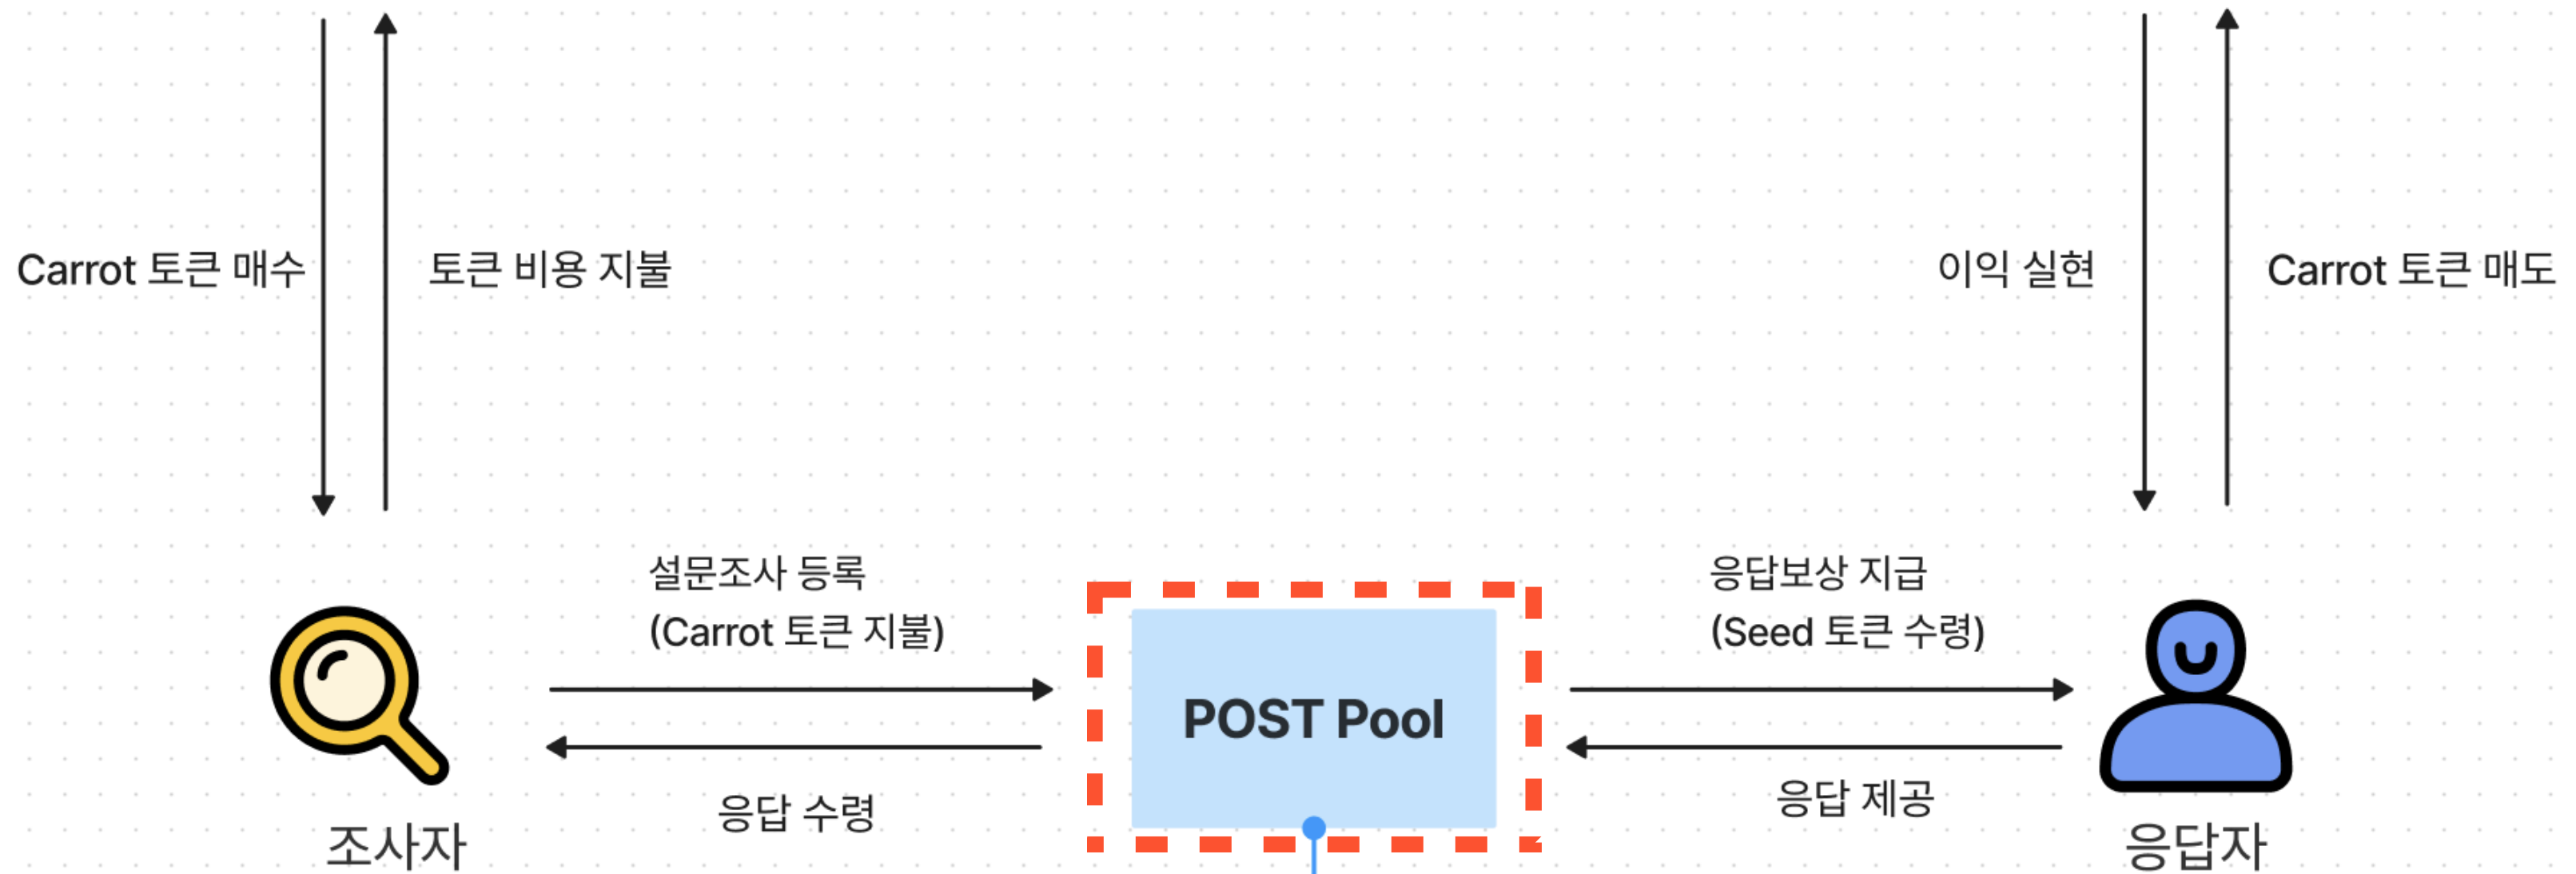 Carrot 토큰 매수
토큰 비용 지불
이익 실현
Carrot 토큰 매도
설문조사 등록
(Carrot 토큰 지불)
응답보상 지급
(Seed 토큰 수령)
POST Pool
응답 수령
응답 제공
조사자
응답자